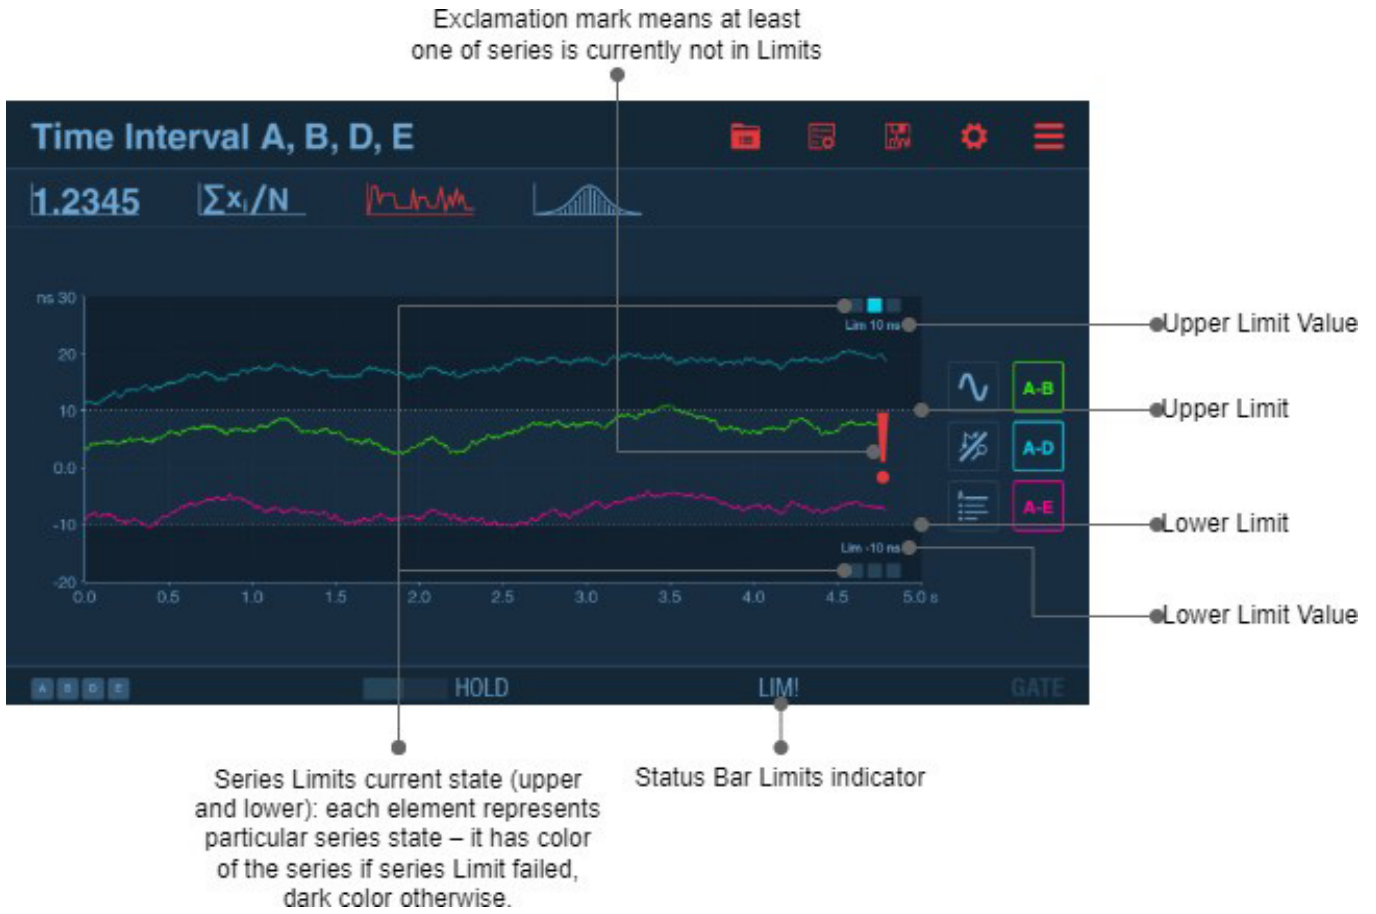 Exclamation mark means at least
one of series is currently not in Limits
Time Interval A, B, D, E
1.2345
∑xᵢ/N
ns 30
Lim 10 ns
Upper Limit Value
20
A-B
10
Upper Limit
A-D
0.0
A-E
-10
Lower Limit
Lim -10 ns
-20
0.0 0.5 1.0 1.5 2.0 2.5 3.0 3.5 4.0 4.5 5.0 s
Lower Limit Value
A B D E
HOLD
LIM!
GATE
Series Limits current state (upper
and lower): each element represents
particular series state – it has color
of the series if series Limit failed,
dark color otherwise.
Status Bar Limits indicator